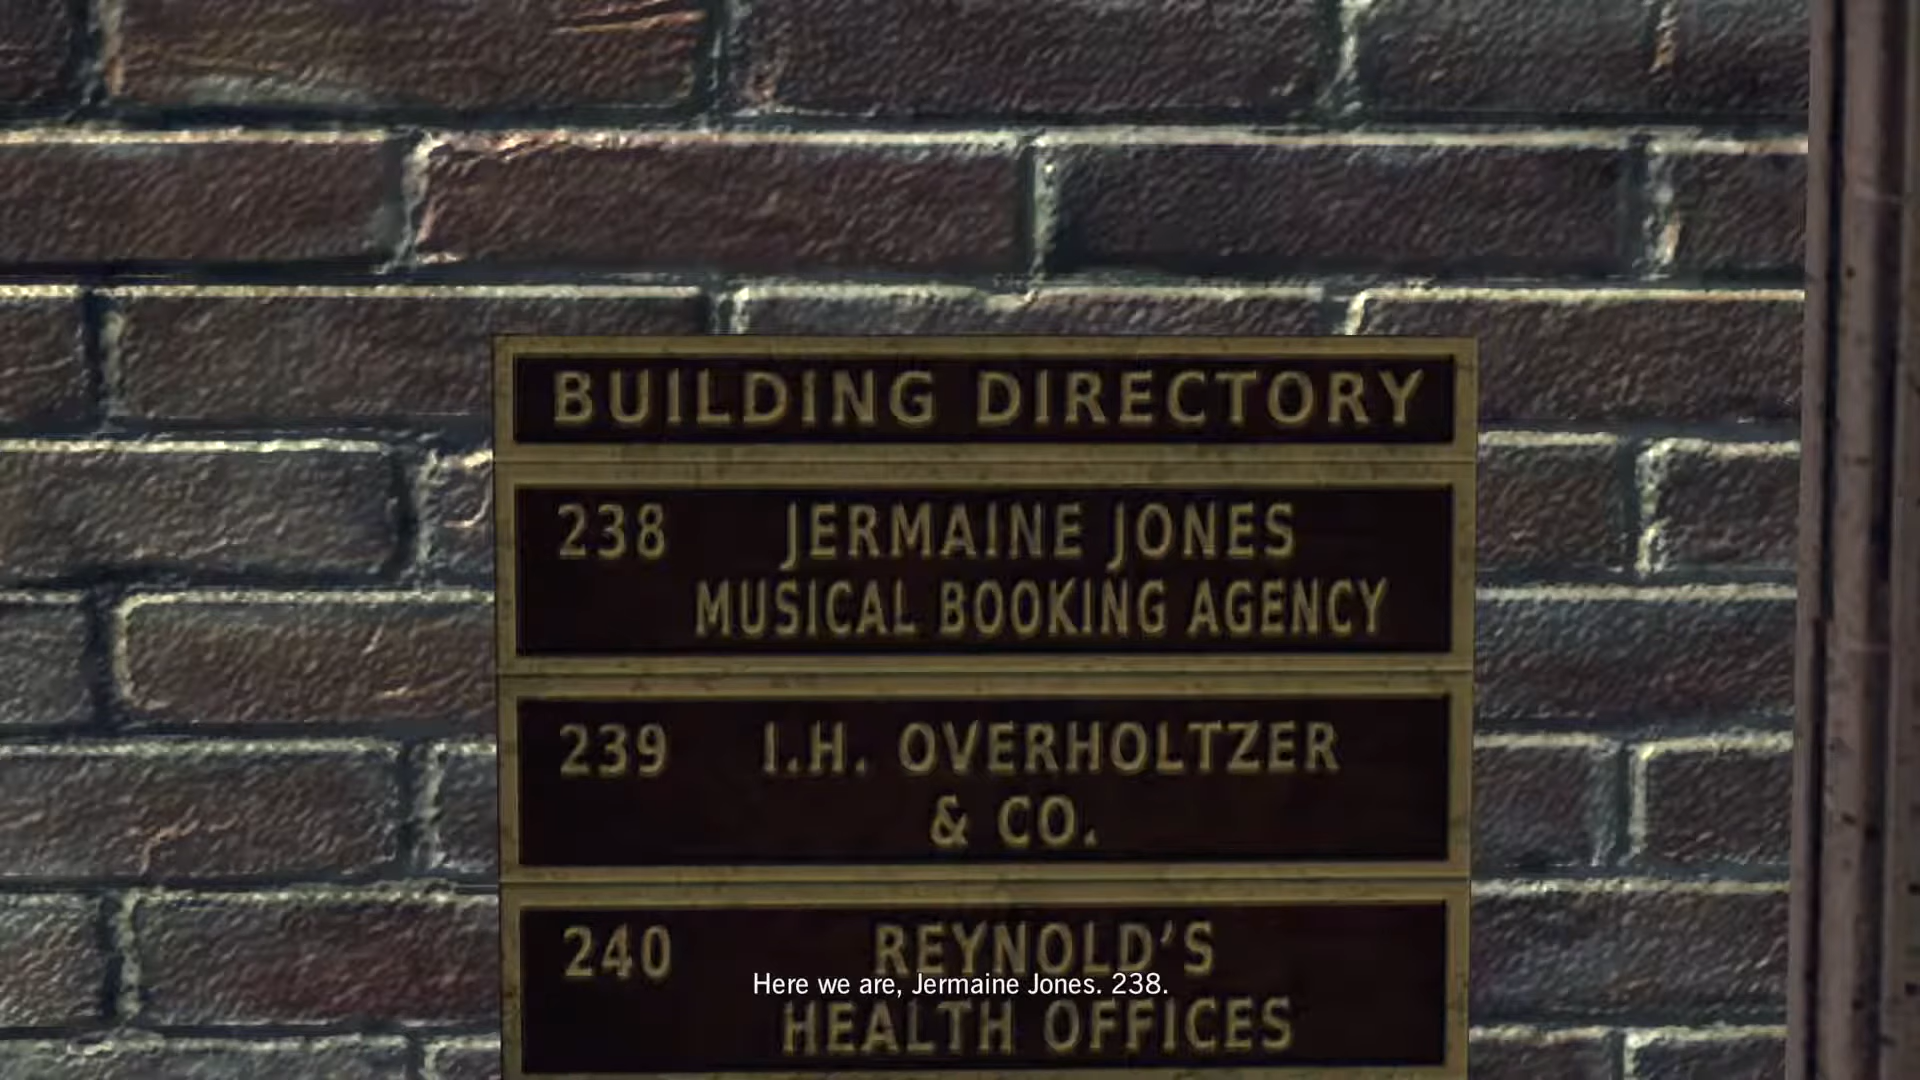 BUILDING DIRECTORY
238 JERMAINE JONES
MUSICAL BOOKING AGENCY
239 I.H. OVERHOLTZER
& CO.
240 REYNOLD'S
Here we are, Jermaine Jones. 238.
HEALTH OFFICES